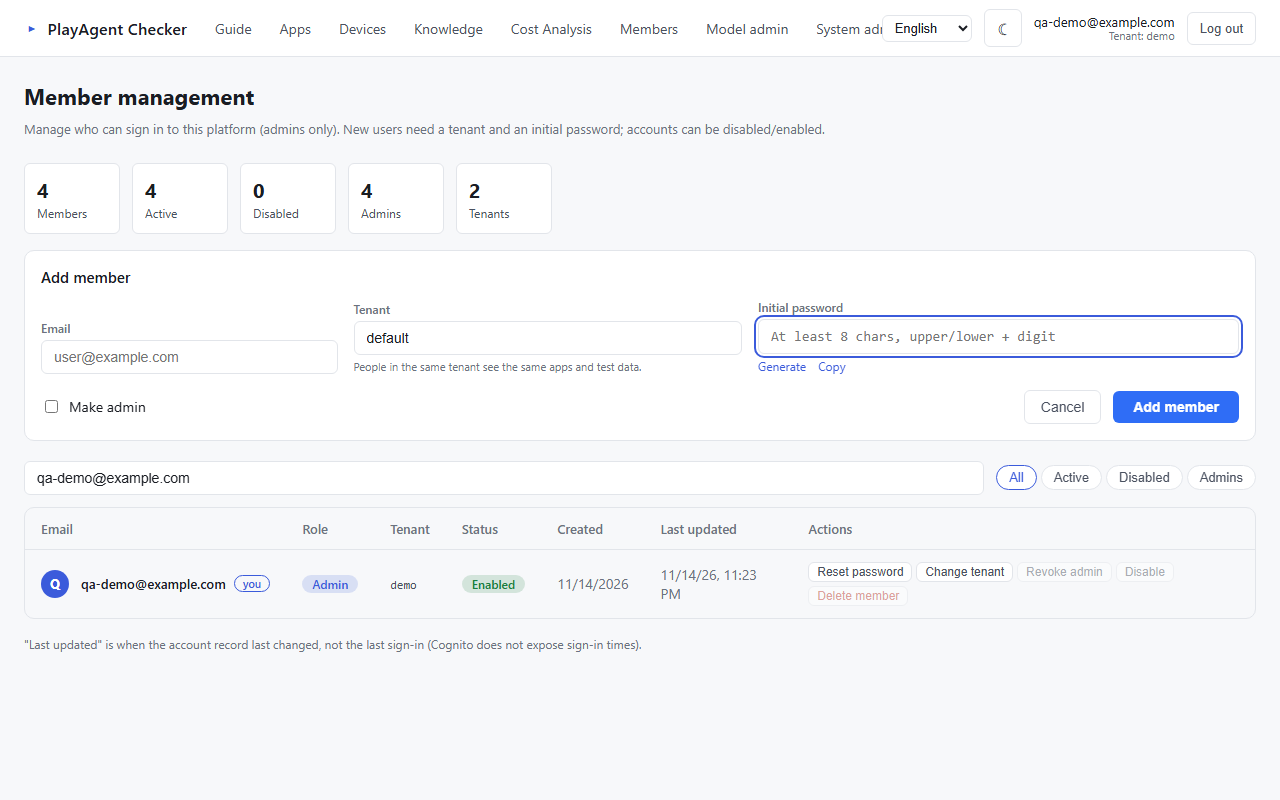 PlayAgent Checker
Guide
Apps
Devices
Knowledge
Cost Analysis
Members
Model admin
System adr
English
qa-demo@example.com
Tenant: demo
Log out
Member management
Manage who can sign in to this platform (admins only). New users need a tenant and an initial password; accounts can be disabled/enabled.
4
Members
4
Active
0
Disabled
4
Admins
2
Tenants
Add member
Email
user@example.com
Tenant
default
People in the same tenant see the same apps and test data.
Initial password
At least 8 chars, upper/lower + digit
Generate
Copy
Make admin
Cancel
Add member
qa-demo@example.com
All
Active
Disabled
Admins
Email
Role
Tenant
Status
Created
Last updated
Actions
Q
qa-demo@example.com
you
Admin
demo
Enabled
11/14/2026
11/14/26, 11:23
PM
Reset password
Change tenant
Revoke admin
Disable
Delete member
"Last updated" is when the account record last changed, not the last sign-in (Cognito does not expose sign-in times).